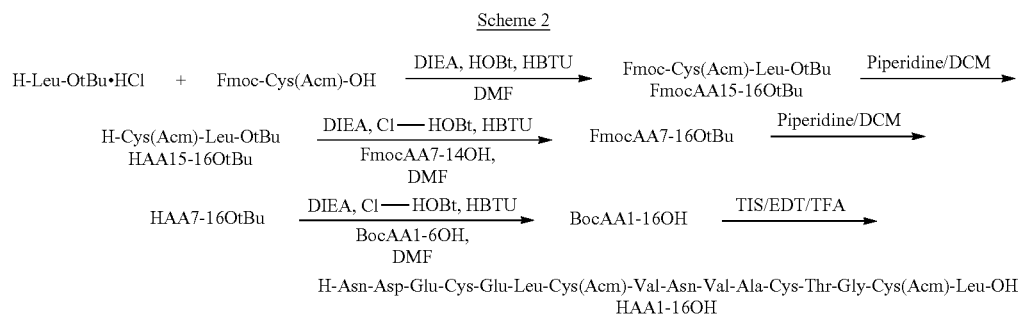 Scheme 2
H-Leu-OtBu•HCl + Fmoc-Cys(Acm)-OH DIEA, HOBt, HBTU Fmoc-Cys(Acm)-Leu-OtBu Piperidine/DCM
DMF FmocAA15-16OtBu
H-Cys(Acm)-Leu-OtBu DIEA, Cl—HOBt, HBTU FmocAA7-16OtBu Piperidine/DCM
HAA15-16OtBu FmocAA7-14OH,
DMF
HAA7-16OtBu DIEA, Cl—HOBt, HBTU BocAA1-16OH TIS/EDT/TFA
BocAA1-6OH,
DMF
H-Asn-Asp-Glu-Cys-Glu-Leu-Cys(Acm)-Val-Asn-Val-Ala-Cys-Thr-Gly-Cys(Acm)-Leu-OH
HAA1-16OH